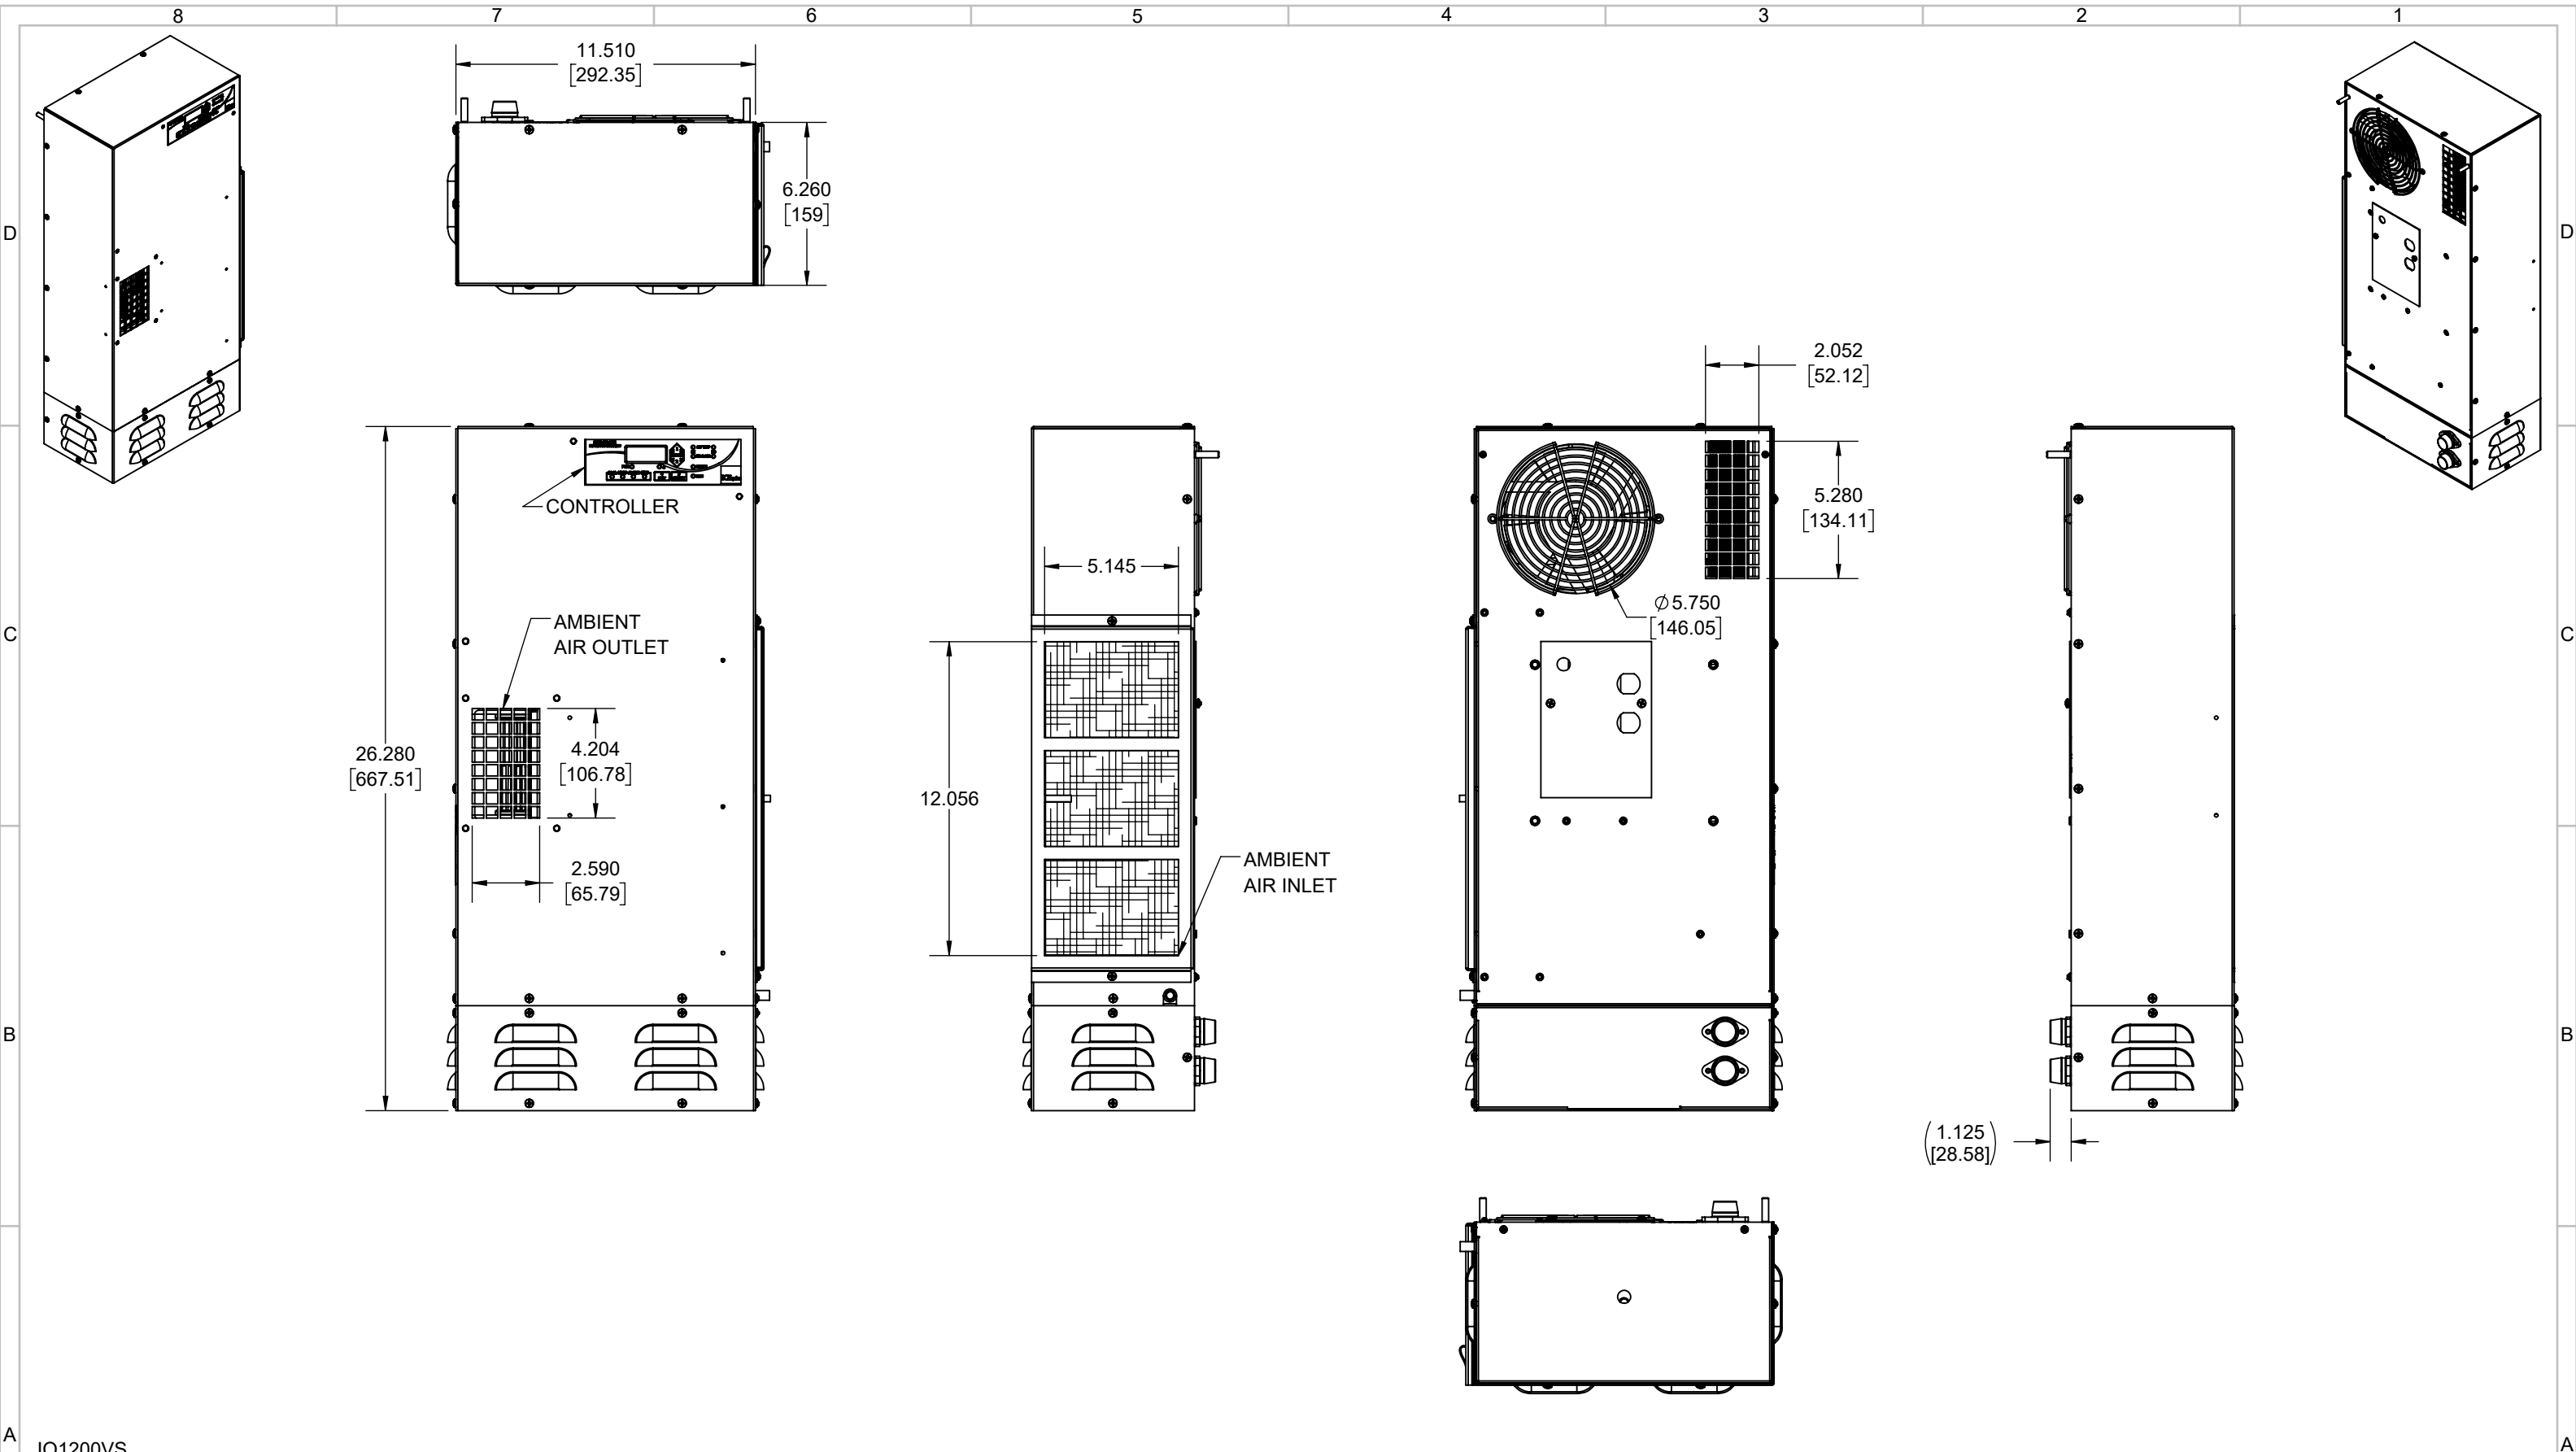 8 7 6 5 4 3 2 1
11.510
[292.35]
6.260
[159]
D D
2.052
[52.12]
CONTROLLER
5.280
[134.11]
5.145
Ø5.750
[146.05]
AMBIENT
AIR OUTLET
C C
26.280
[667.51]
4.204
[106.78]
12.056
2.590
[65.79]
AMBIENT
AIR INLET
B B
(1.125
[28.58])
A A
IQ1200VS